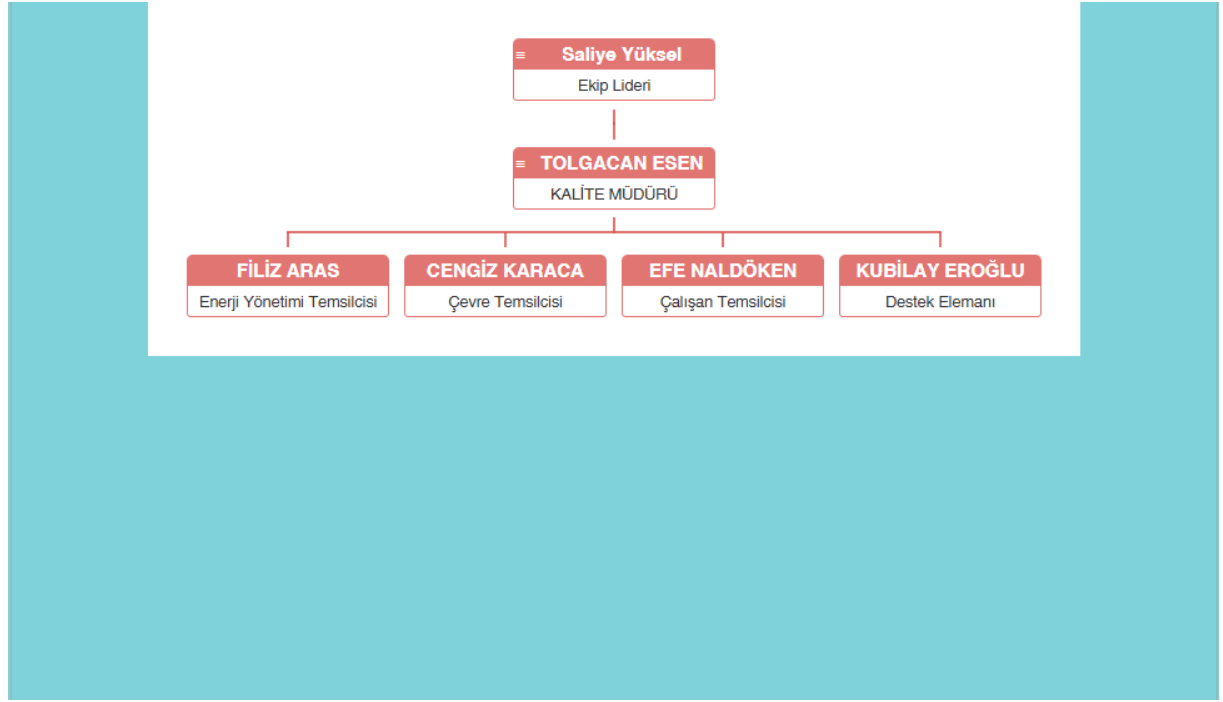 Saliye Yüksel
Ekip Lideri
TOLGACAN ESEN
KALİTE MÜDÜRÜ
FİLİZ ARAS
Enerji Yönetimi Temsilcisi
CENGİZ KARACA
Çevre Temsilcisi
EFE NALDÖKEN
Çalışan Temsilcisi
KUBİLAY EROĞLU
Destek Elemanı